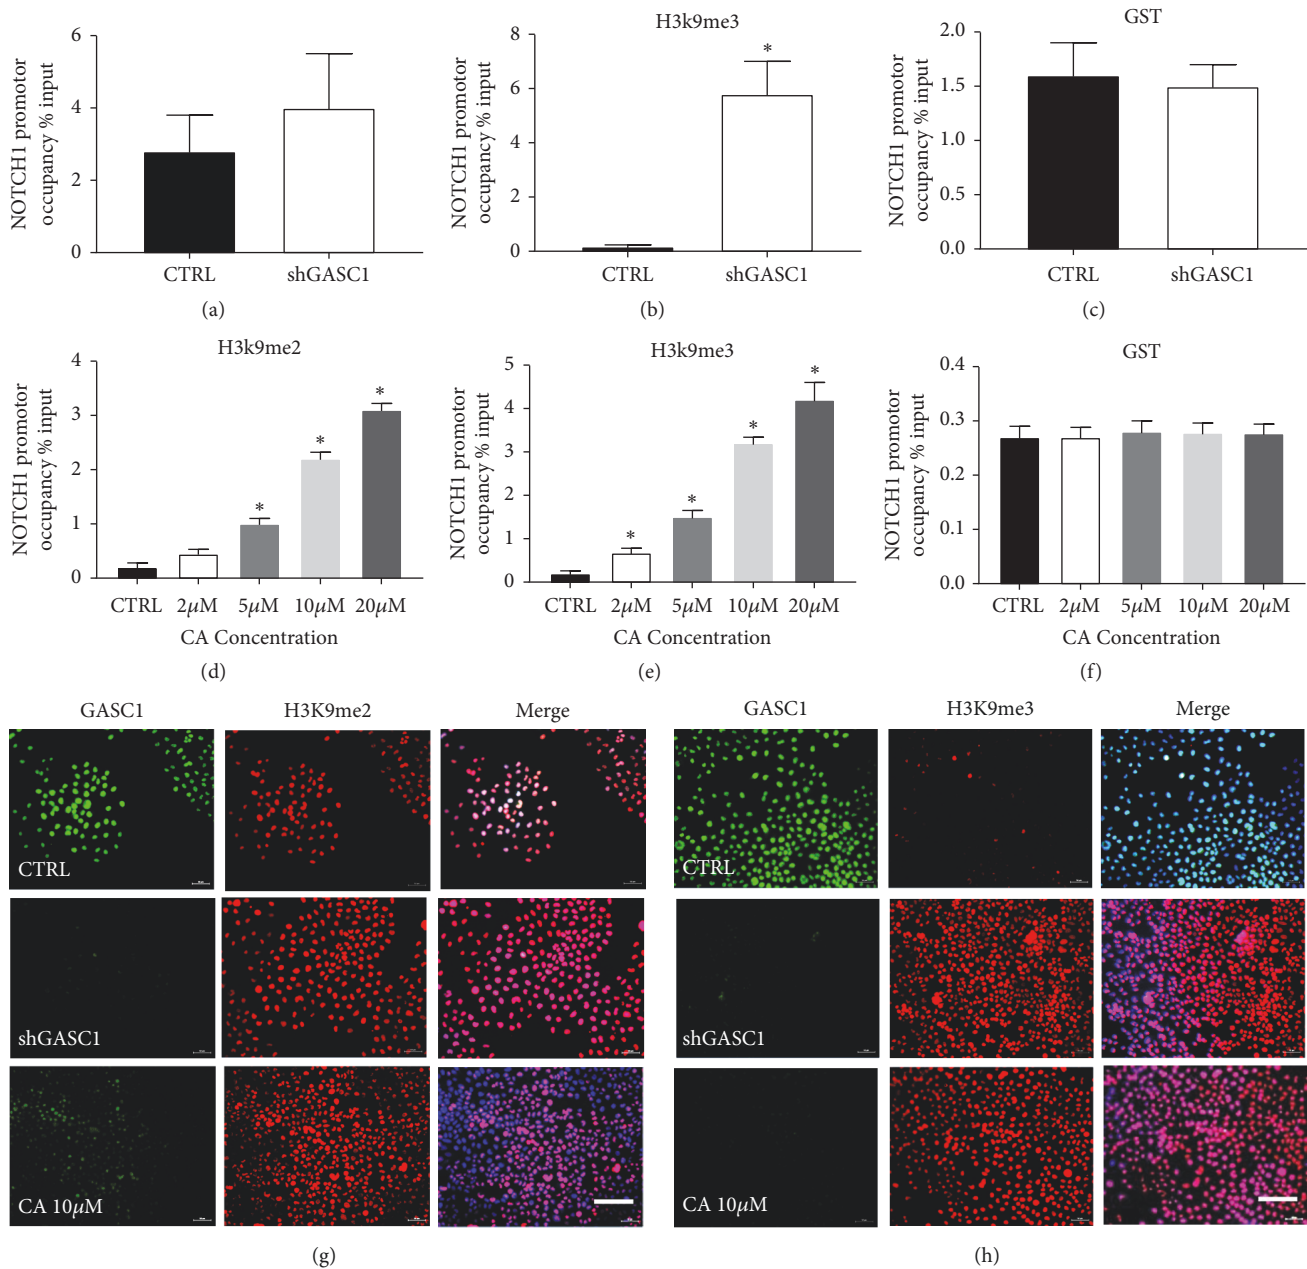 H3k9me3
GST
NOTCH1 promotor
occupancy % input
6
4
2
0
CTRL
shGASC1
(a)
NOTCH1 promotor
occupancy % input
8
6
4
2
0
*
CTRL
shGASC1
(b)
NOTCH1 promotor
occupancy % input
2.0
1.5
1.0
0.5
0.0
CTRL
shGASC1
(c)
H3k9me2
NOTCH1 promotor
occupancy % input
4
3
2
1
0
* * *
CTRL 2μM 5μM 10μM 20μM
CA Concentration
(d)
H3k9me3
NOTCH1 promotor
occupancy % input
5
4
3
2
1
0
* * * *
CTRL 2μM 5μM 10μM 20μM
CA Concentration
(e)
GST
NOTCH1 promotor
occupancy % input
0.4
0.3
0.2
0.1
0.0
CTRL 2μM 5μM 10μM 20μM
CA Concentration
(f)
GASC1 H3K9me2 Merge
CTRL
shGASC1
CA 10μM
(g)
GASC1 H3K9me3 Merge
CTRL
shGASC1
CA 10μM
(h)